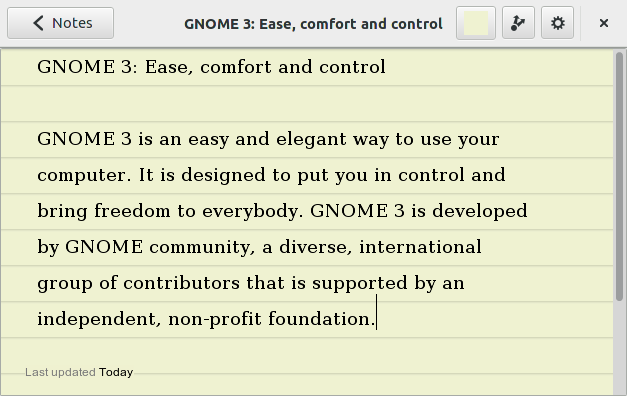 Notes
GNOME 3: Ease, comfort and control
GNOME 3: Ease, comfort and control
GNOME 3 is an easy and elegant way to use your
computer. It is designed to put you in control and
bring freedom to everybody. GNOME 3 is developed
by GNOME community, a diverse, international
group of contributors that is supported by an
independent, non-profit foundation.
Last updated Today